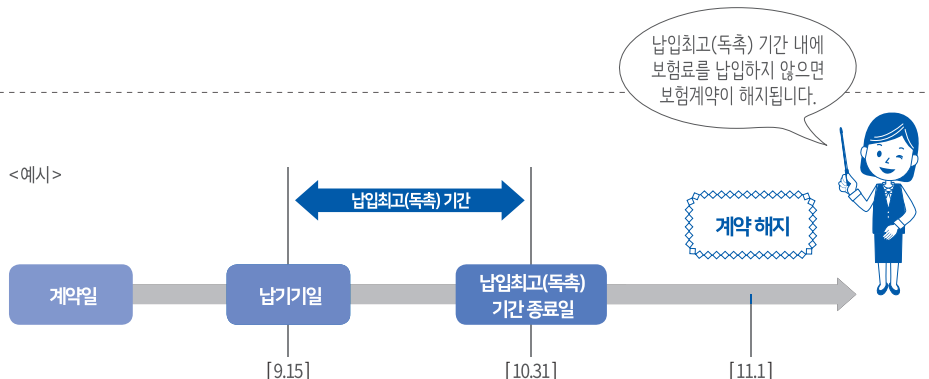 납입최고(독촉) 기간 내에
보험료를 납입하지 않으면
보험계약이 해지됩니다.
<예시>
납입최고(독촉) 기간
계약 해지
계약일
납기기일
납입최고(독촉)
기간 종료일
[9.15]
[10.31]
[11.1]